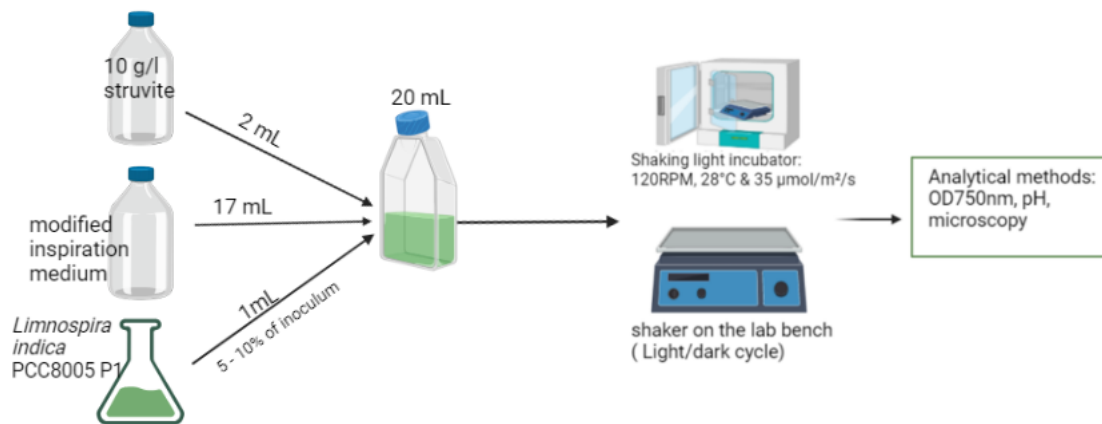 10 g/l
struvite
2 mL
20 mL
modified
inspiration
medium
17 mL
Limnospira
indica
PCC8005 P1
1mL
5 - 10% of inoculum
Shaking light incubator:
120RPM, 28°C & 35 µmol/m²/s
shaker on the lab bench
( Light/dark cycle)
Analytical methods:
OD750nm, pH,
microscopy